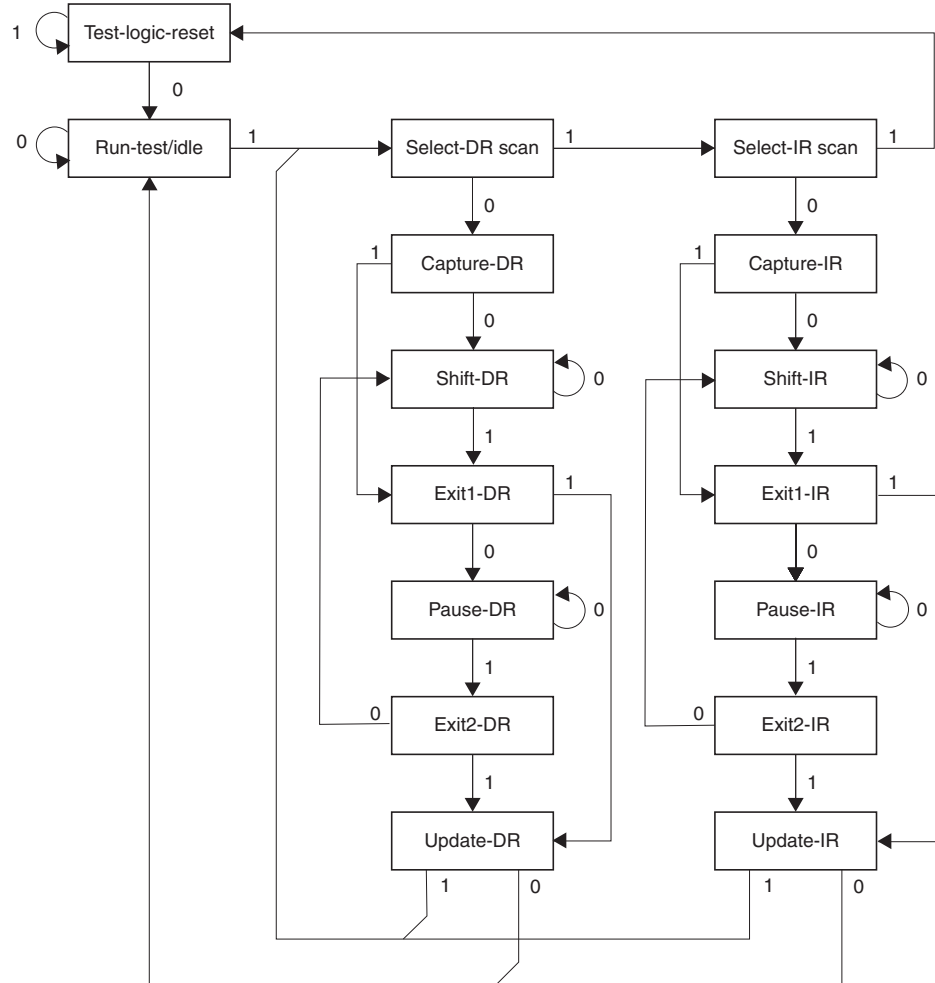 1 Test-logic-reset
0
0 Run-test/idle 1 Select-DR scan 1 Select-IR scan 1
0 0
1 Capture-DR 1 Capture-IR
0 0
Shift-DR 0 Shift-IR 0
1 1
Exit1-DR 1 Exit1-IR 1
0 0
Pause-DR 0 Pause-IR 0
1 1
0 Exit2-DR 0 Exit2-IR
1 1
Update-DR Update-IR
1 0 1 0